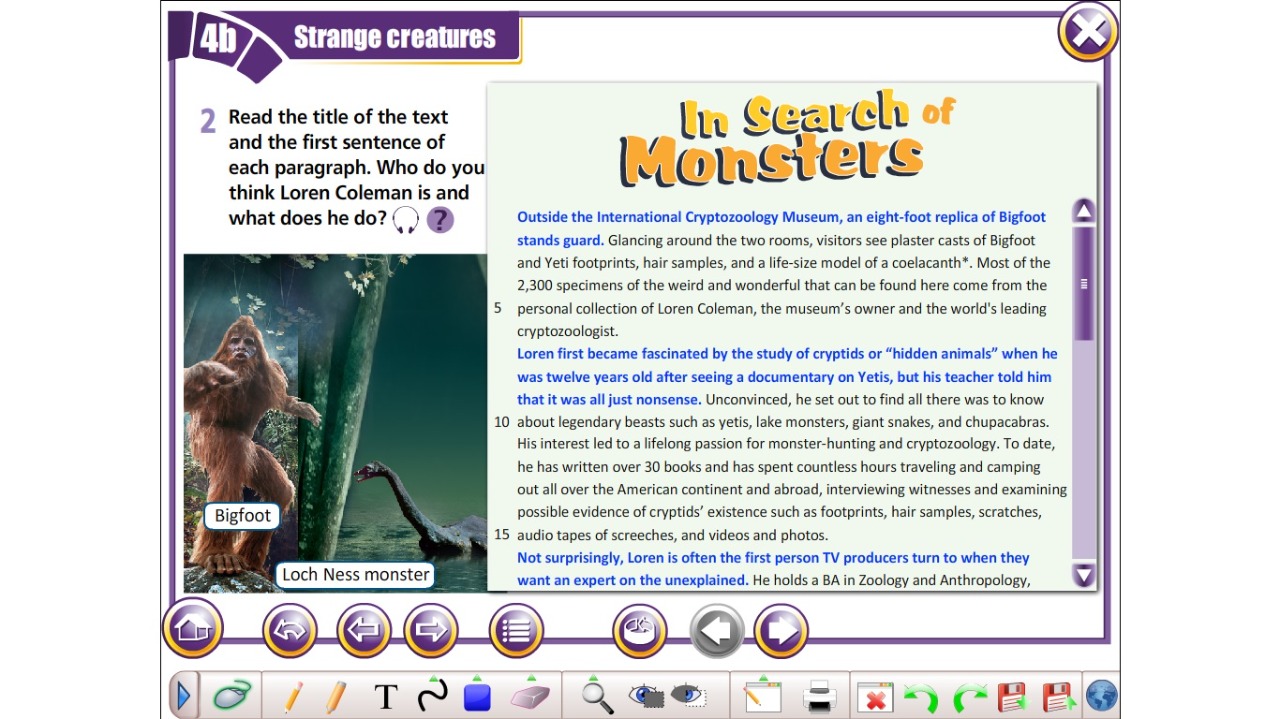 4b Strange creatures
2 Read the title of the text
and the first sentence of
each paragraph. Who do you
think Loren Coleman is and
what does he do? ?
Bigfoot
Loch Ness monster
In Search of
Monsters
Outside the International Cryptozoology Museum, an eight-foot replica of Bigfoot
stands guard. Glancing around the two rooms, visitors see plaster casts of Bigfoot
and Yeti footprints, hair samples, and a life-size model of a coelacanth*. Most of the
2,300 specimens of the weird and wonderful that can be found here come from the
5 personal collection of Loren Coleman, the museum's owner and the world's leading
cryptozoologist.
Loren first became fascinated by the study of cryptids or “hidden animals” when he
was twelve years old after seeing a documentary on Yetis, but his teacher told him
that it was all just nonsense. Unconvinced, he set out to find all there was to know
10 about legendary beasts such as yetis, lake monsters, giant snakes, and chupacabras.
His interest led to a lifelong passion for monster-hunting and cryptozoology. To date,
he has written over 30 books and has spent countless hours traveling and camping
out all over the American continent and abroad, interviewing witnesses and examining
possible evidence of cryptids’ existence such as footprints, hair samples, scratches,
15 audio tapes of screeches, and videos and photos.
Not surprisingly, Loren is often the first person TV producers turn to when they
want an expert on the unexplained. He holds a BA in Zoology and Anthropology,
T